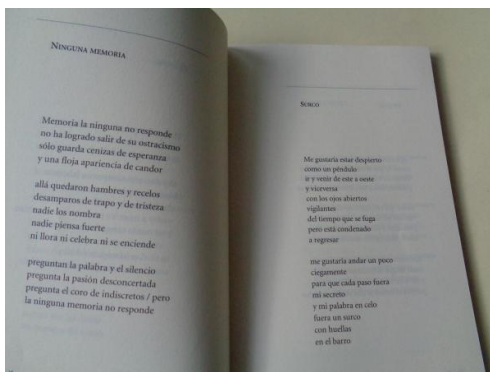 NINGUNA MEMORIA
Memoria la ninguna no responde
no ha logrado salir de su ostracismo
sólo guarda cenizas de esperanza
y una floja apariencia de candor
allá quedaron hambres y recelos
desamparos de trapo y de tristeza
nadie los nombra
nadie piensa fuerte
ni llora ni celebra ni se enciende
preguntan la palabra y el silencio
pregunta la pasión desconcertada
pregunta el coro de indiscretos / pero
la ninguna memoria no responde
SURCO
Me gustaría estar despierto
como un péndulo
ir y venir de este a oeste
y viceversa
con los ojos abiertos
vigilantes
del tiempo que se fuga
pero está condenado
a regresar
me gustaría andar un poco
ciegamente
para que cada paso fuera
mi secreto
y mi palabra en celo
fuera un surco
con huellas
en el barro